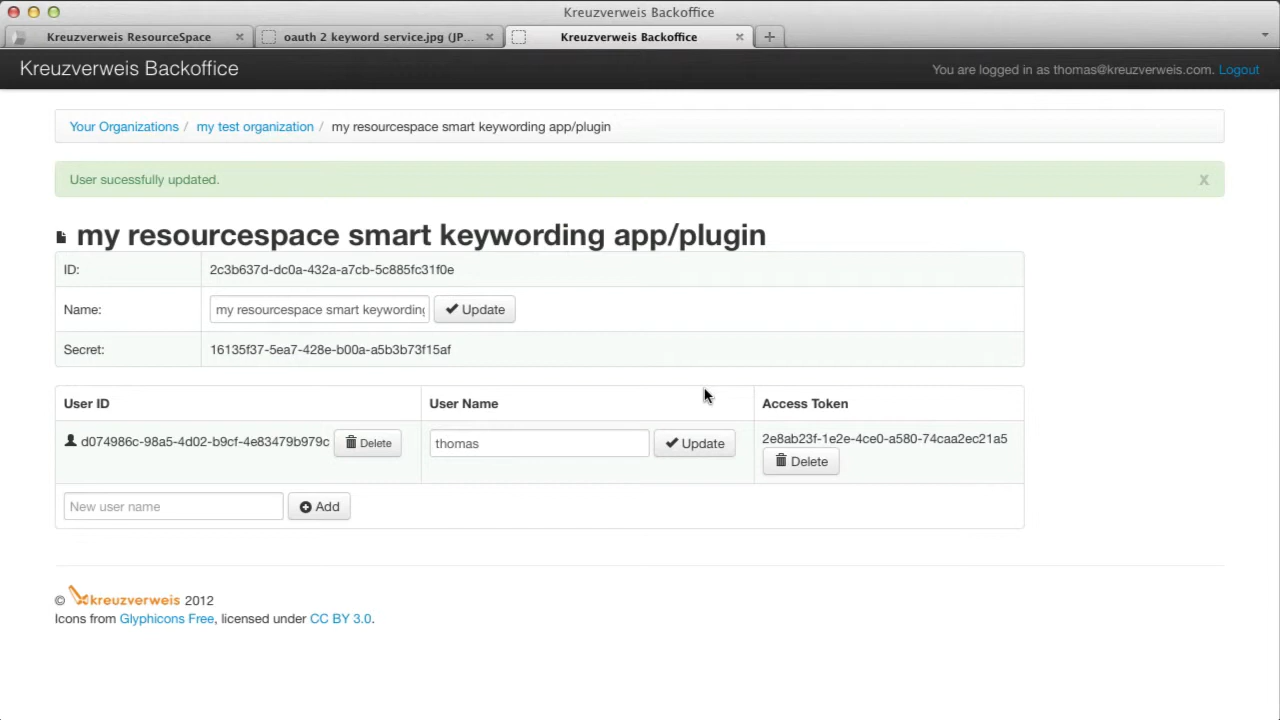 Kreuzverweis Backoffice
Kreuzverweis ResourceSpace
oauth 2 keyword service.jpg (JP...
Kreuzverweis Backoffice
Kreuzverweis Backoffice
You are logged in as thomas@kreuzverweis.com. Logout
Your Organizations / my test organization / my resourcespace smart keywording app/plugin
User sucessfully updated.
x
my resourcespace smart keywording app/plugin
ID: 2c3b637d-dc0a-432a-a7cb-5c885fc31f0e
Name: my resourcespace smart keywording Update
Secret: 16135f37-5ea7-428e-b00a-a5b3b73f15af
User ID User Name Access Token
d074986c-98a5-4d02-b9cf-4e83479b979c Delete thomas Update 2e8ab23f-1e2e-4ce0-a580-74caa2ec21a5
Delete
New user name Add
© kreuzverweis 2012
Icons from Glyphicons Free, licensed under CC BY 3.0.